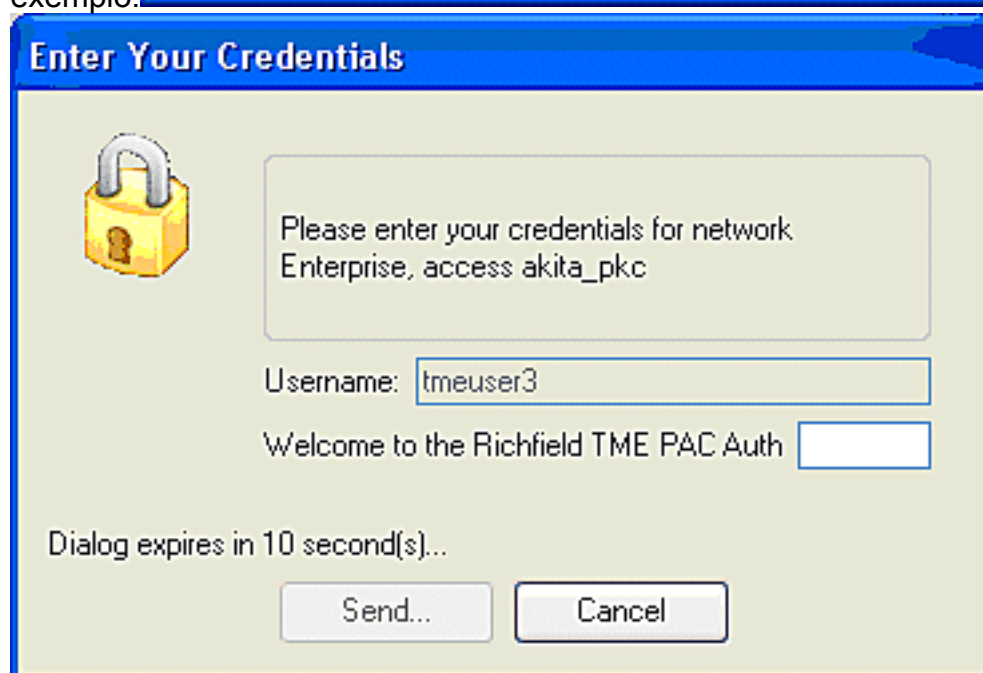 exemplo.
Enter Your Credentials
Please enter your credentials for network
Enterprise, access akita_pkc
Username: tmeuser3
Welcome to the Richfield TME PAC Auth
Dialog expires in 10 second(s)...
Send... Cancel